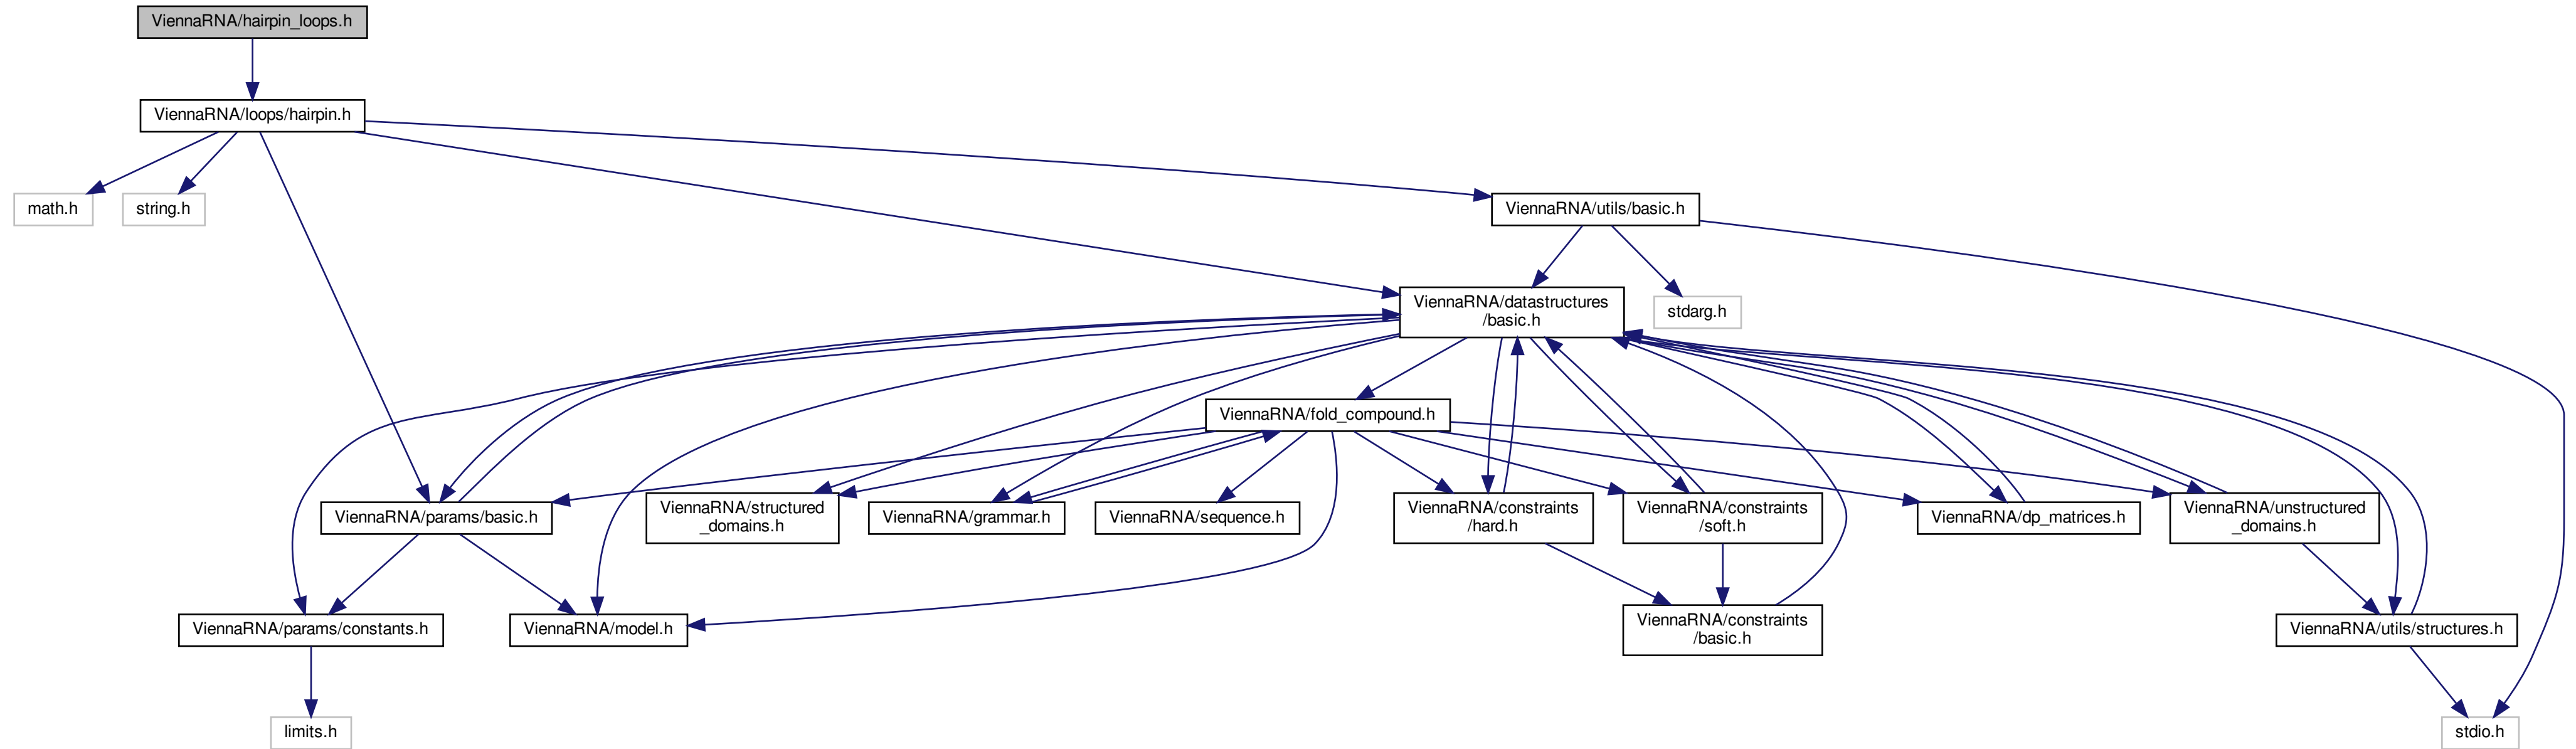 ViennaRNA/hairpin_loops.h
ViennaRNA/loops/hairpin.h
math.h
string.h
ViennaRNA/utils/basic.h
ViennaRNA/datastructures
/basic.h
stdarg.h
ViennaRNA/fold_compound.h
ViennaRNA/params/basic.h
ViennaRNA/structured
_domains.h
ViennaRNA/grammar.h
ViennaRNA/sequence.h
ViennaRNA/constraints
/hard.h
ViennaRNA/constraints
/soft.h
ViennaRNA/dp_matrices.h
ViennaRNA/unstructured
_domains.h
ViennaRNA/params/constants.h
ViennaRNA/model.h
ViennaRNA/constraints
/basic.h
ViennaRNA/utils/structures.h
limits.h
stdio.h